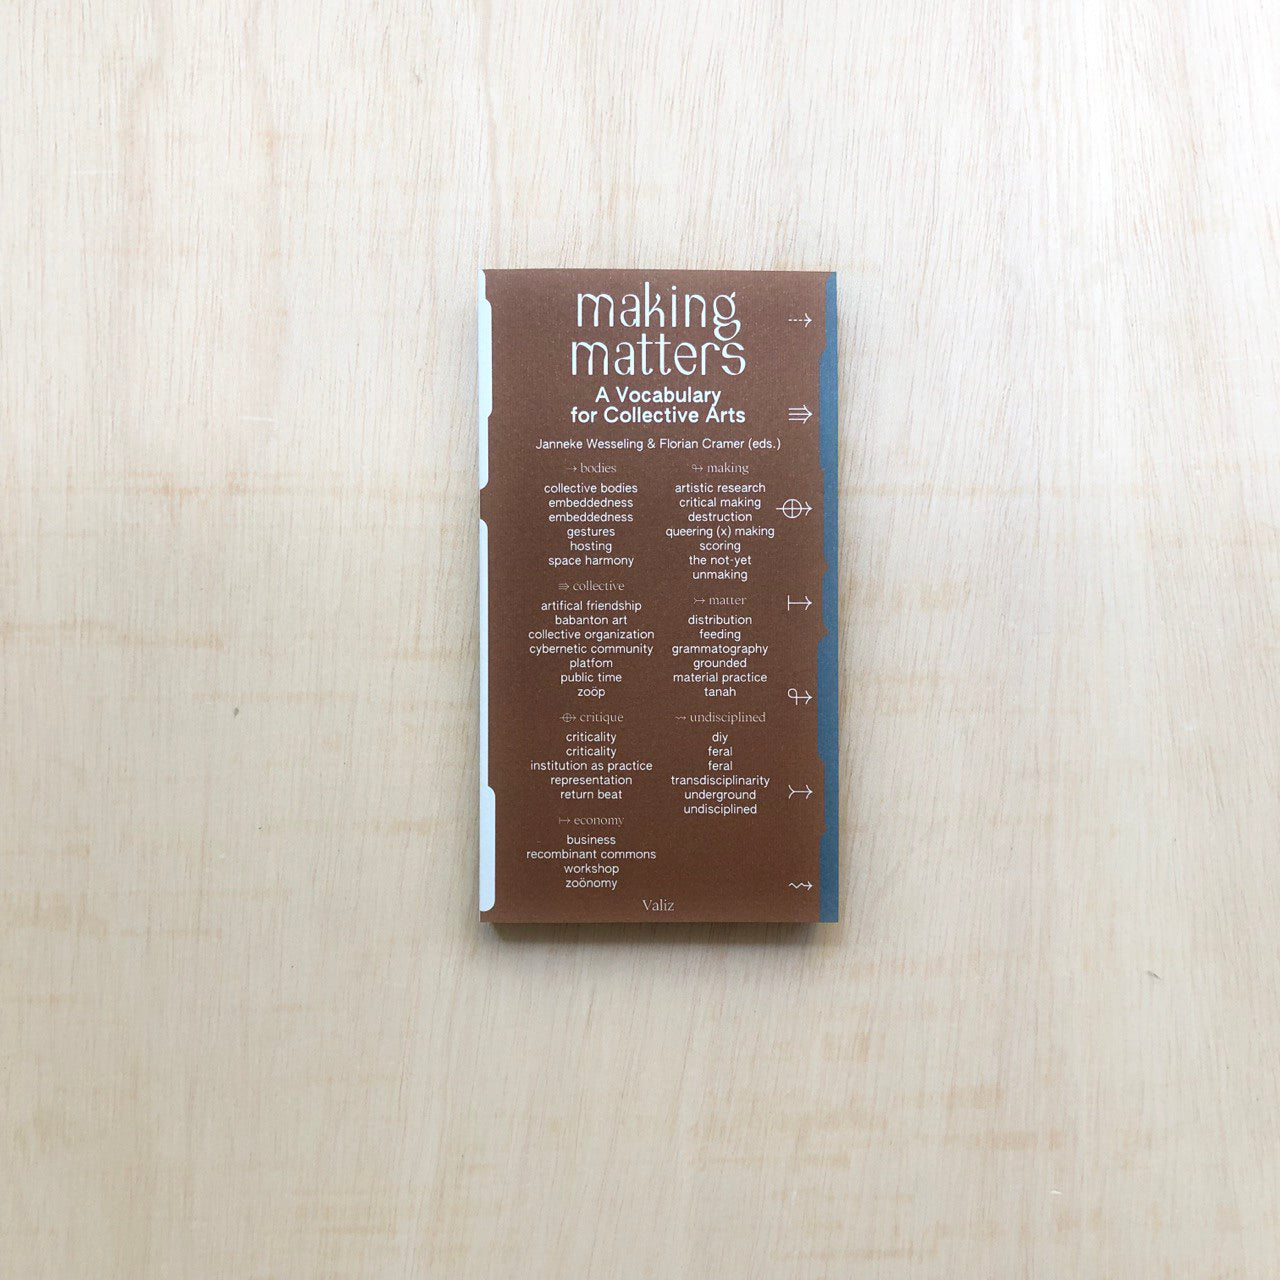 making
matters
A Vocabulary
for Collective Arts
Janneke Wesseling & Florian Cramer (eds.)
→ bodies
collective bodies
embeddedness
embeddedness
gestures
hosting
space harmony
⇛ collective
artifical friendship
babanton art
collective organization
cybernetic community
platfom
public time
zoöp
critique
criticality
criticality
institution as practice
representation
return beat
↦ economy
business
recombinant commons
workshop
zoönomy
↬ making
artistic research
critical making
destruction
queering (x) making
scoring
the not-yet
unmaking
↣ matter
distribution
feeding
grammatography
grounded
material practice
tanah
⇝ undisciplined
diy
feral
feral
transdisciplinarity
underground
undisciplined
Valiz